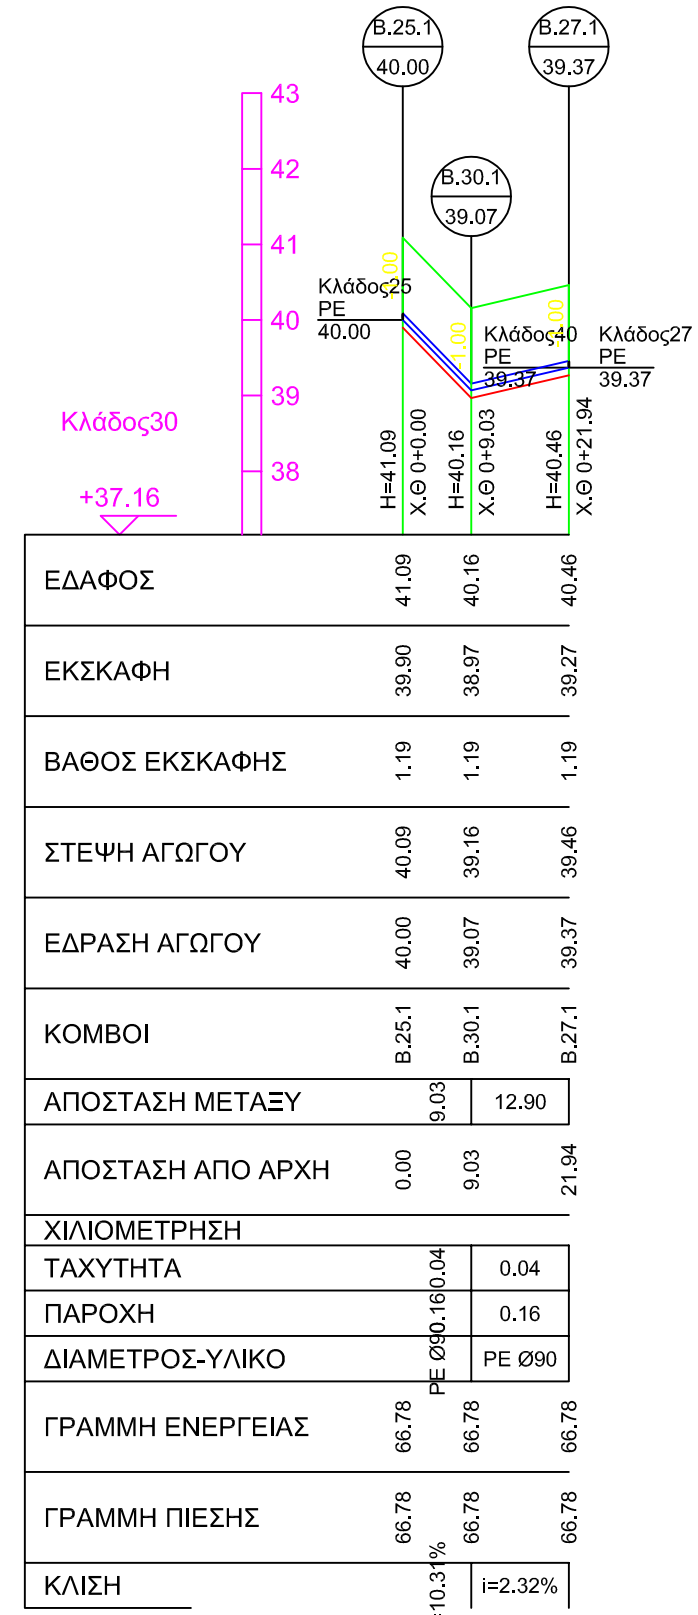 B.25.1
40.00
B.27.1
39.37
B.30.1
39.07
43
42
41
40
39
38
Κλάδος25
PE
40.00
Κλάδος40
PE
39.37
Κλάδος27
PE
39.37
-1.00
-1.00
-1.00
Κλάδος30
+37.16
H=41.09
Χ.Θ 0+0.00
H=40.16
Χ.Θ 0+9.03
H=40.46
Χ.Θ 0+21.94
ΕΔΑΦΟΣ 41.09 40.16 40.46
ΕΚΣΚΑΦΗ 39.90 38.97 39.27
ΒΑΘΟΣ ΕΚΣΚΑΦΗΣ 1.19 1.19 1.19
ΣΤΕΨΗ ΑΓΩΓΟΥ 40.09 39.16 39.46
ΕΔΡΑΣΗ ΑΓΩΓΟΥ 40.00 39.07 39.37
ΚΟΜΒΟΙ B.25.1 B.30.1 B.27.1
ΑΠΟΣΤΑΣΗ ΜΕΤΑΞΥ 9.03 12.90
ΑΠΟΣΤΑΣΗ ΑΠΟ ΑΡΧΗ 0.00 9.03 21.94
ΧΙΛΙΟΜΕΤΡΗΣΗ
ΤΑΧΥΤΗΤΑ 0.04 0.04
ΠΑΡΟΧΗ 0.16 0.16
ΔΙΑΜΕΤΡΟΣ-ΥΛΙΚΟ PE Ø90 PE Ø90
ΓΡΑΜΜΗ ΕΝΕΡΓΕΙΑΣ 66.78 66.78 66.78
ΓΡΑΜΜΗ ΠΙΕΣΗΣ 66.78 66.78 66.78
ΚΛΙΣΗ =10.31% i=2.32%